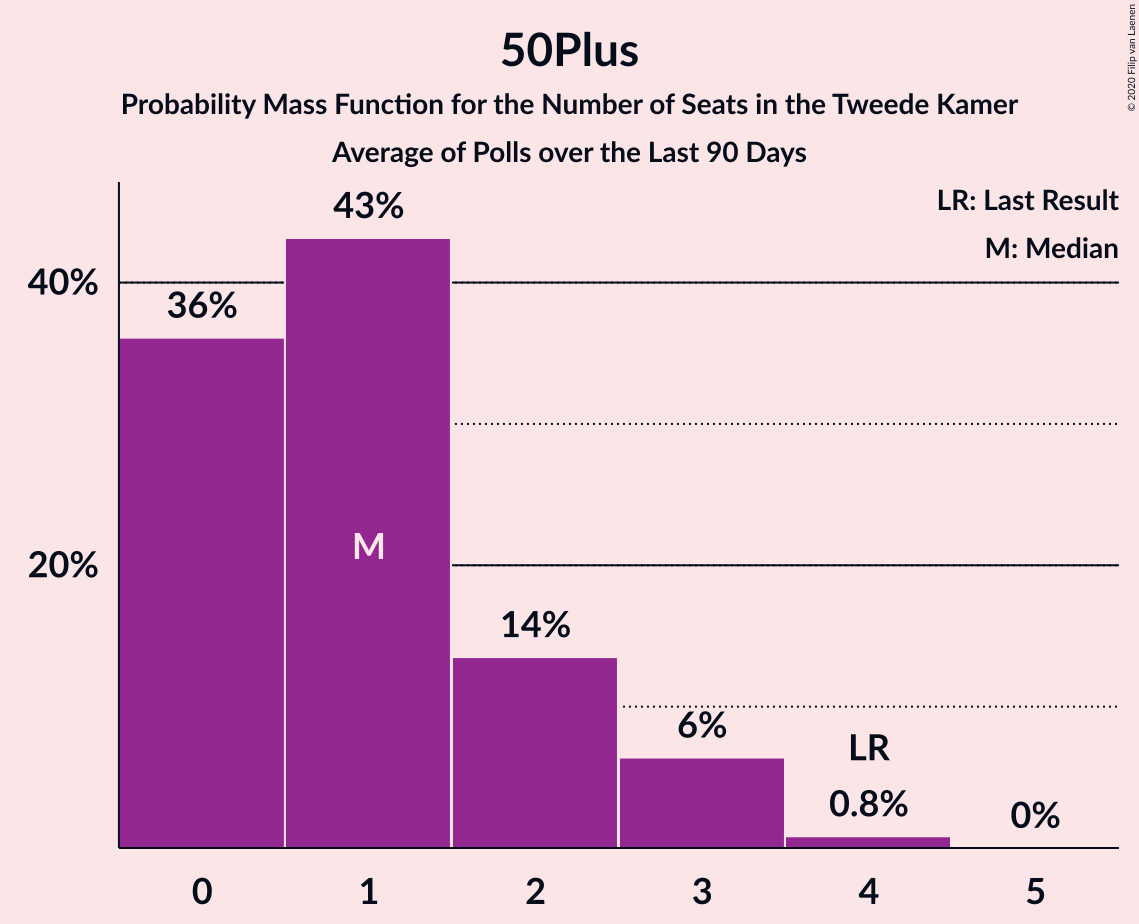 50Plus
Probability Mass Function for the Number of Seats in the Tweede Kamer
Average of Polls over the Last 90 Days
© 2020 Filip van Laenen
LR: Last Result
M: Median
43%
40%
36%
M
20%
14%
6%
LR
0.8%
0%
0 1 2 3 4 5